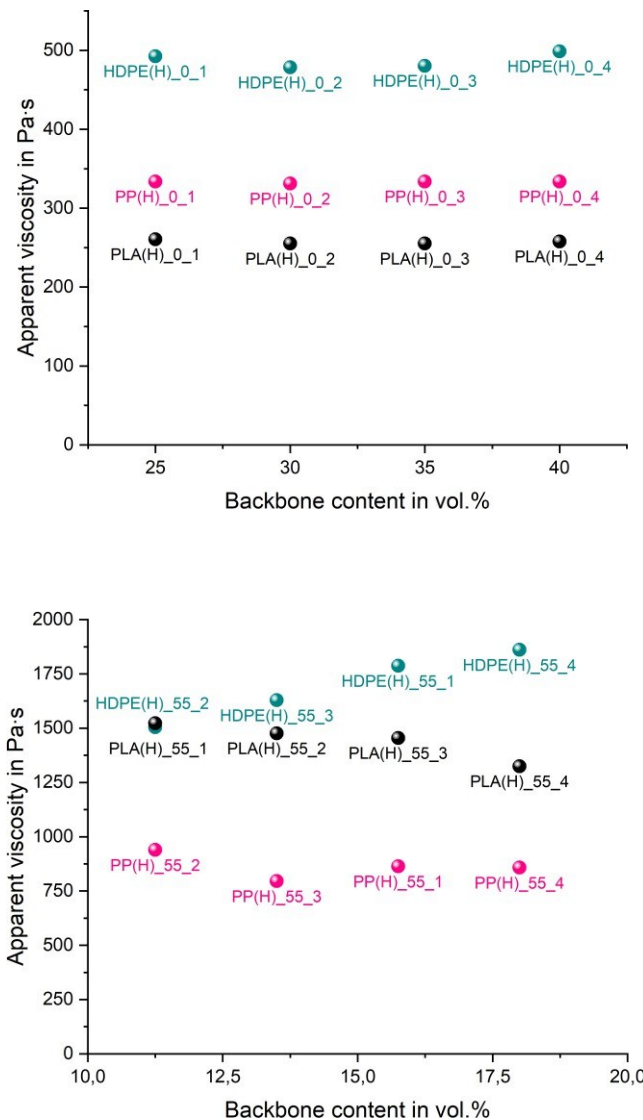 500
HDPE(H)_0_1
HDPE(H)_0_2
HDPE(H)_0_3
HDPE(H)_0_4
400
PP(H)_0_1
PP(H)_0_2
PP(H)_0_3
PP(H)_0_4
300
PLA(H)_0_1
PLA(H)_0_2
PLA(H)_0_3
PLA(H)_0_4
200
100
0
Apparent viscosity in Pa·s
25
30
35
40
Backbone content in vol.%
2000
1750
HDPE(H)_55_2
HDPE(H)_55_3
HDPE(H)_55_1
HDPE(H)_55_4
1500
PLA(H)_55_1
PLA(H)_55_2
PLA(H)_55_3
PLA(H)_55_4
1250
1000
PP(H)_55_2
PP(H)_55_3
PP(H)_55_1
PP(H)_55_4
750
500
250
0
Apparent viscosity in Pa·s
10,0
12,5
15,0
17,5
20,0
Backbone content in vol.%